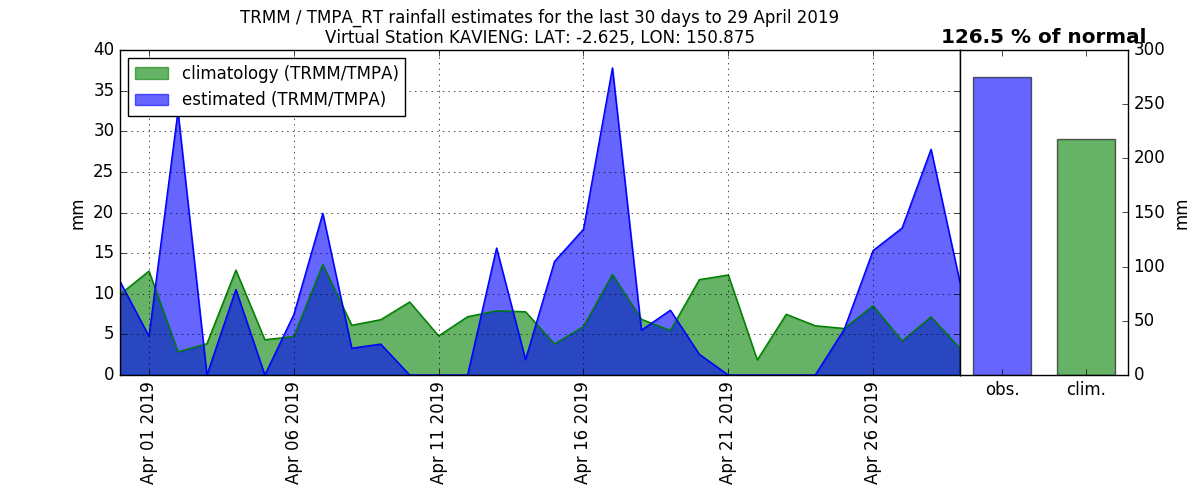 TRMM / TMPA_RT rainfall estimates for the last 30 days to 29 April 2019
Virtual Station KAVIENG: LAT: -2.625, LON: 150.875
126.5 % of normal
climatology (TRMM/TMPA)
estimated (TRMM/TMPA)
40
35
30
25
20
15
10
5
0
mm
Apr 01 2019
Apr 06 2019
Apr 11 2019
Apr 16 2019
Apr 21 2019
Apr 26 2019
300
250
200
150
100
50
0
mm
obs.
clim.